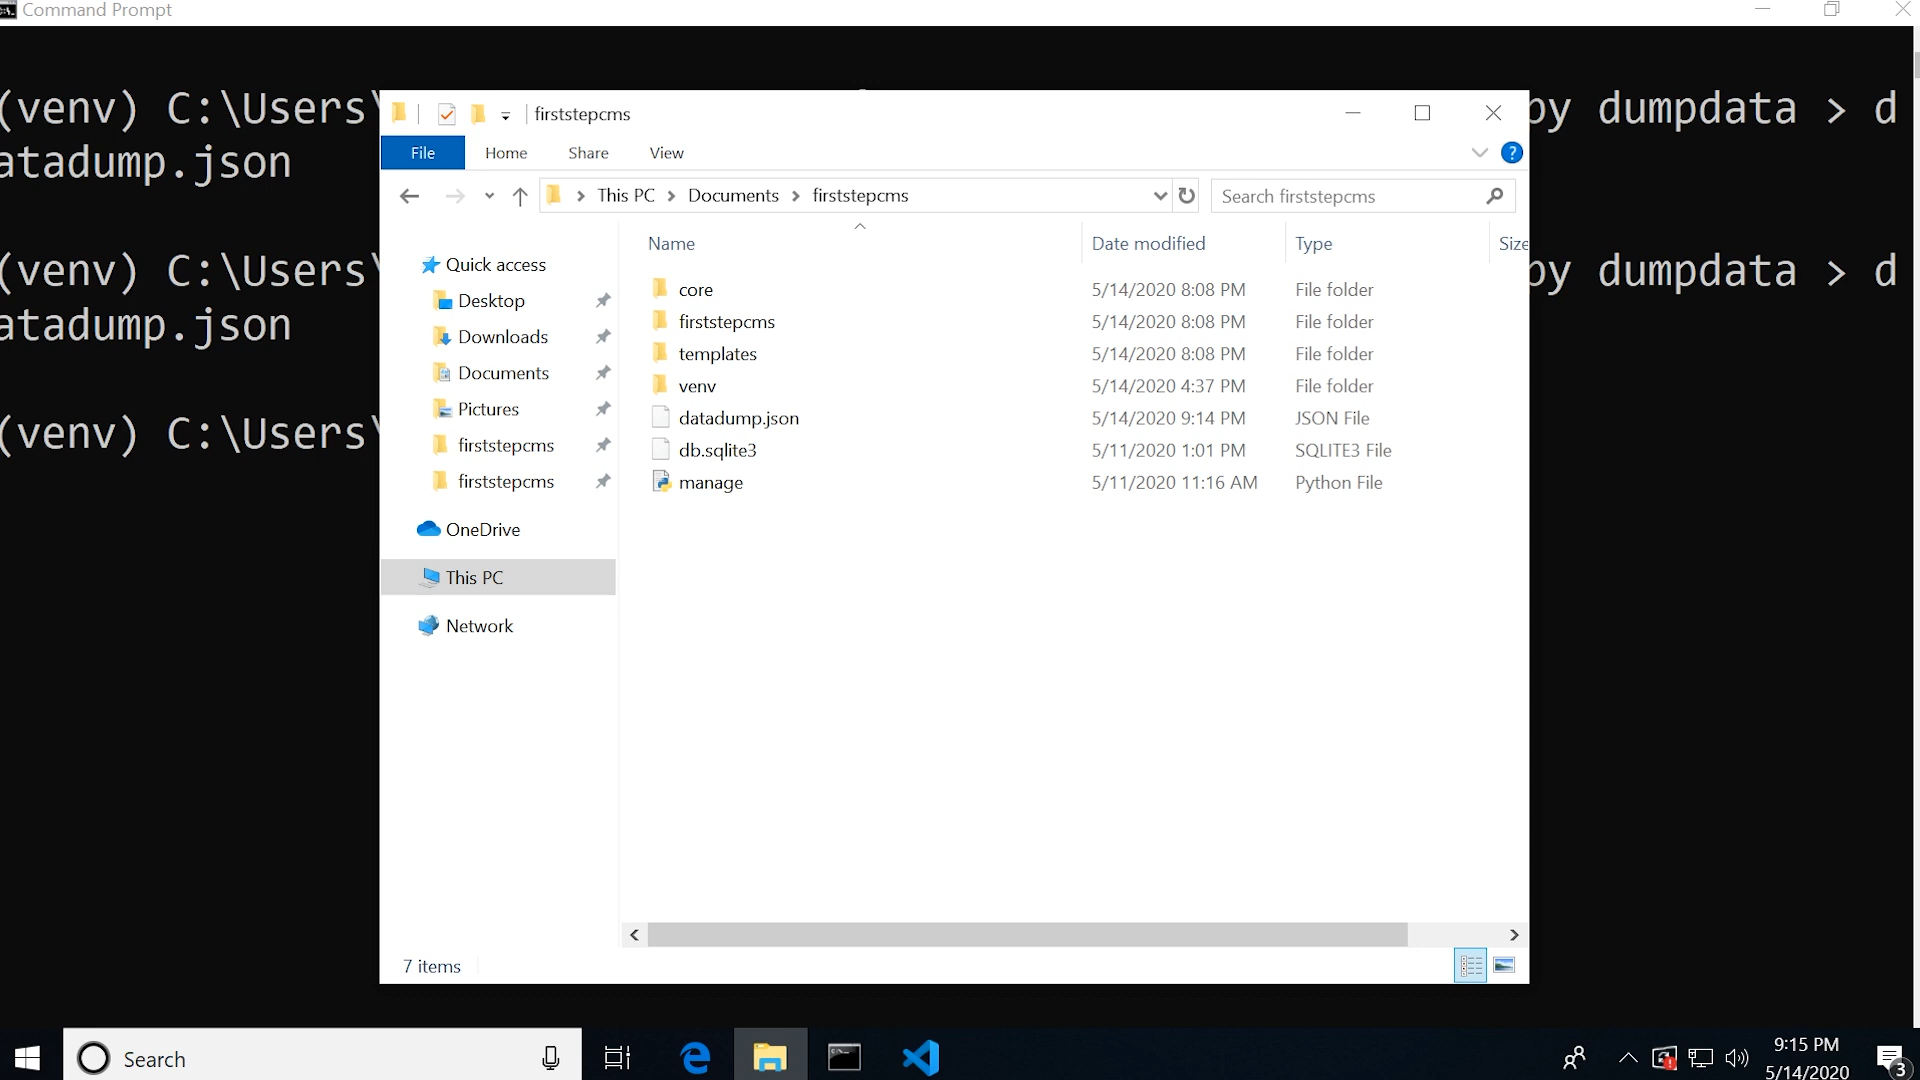 Command Prompt
(venv) C:\Users\ py dumpdata > d
atadump.json
(venv) C:\Users\ py dumpdata > d
atadump.json
(venv) C:\Users\
firststepcms
File Home Share View ?
This PC > Documents > firststepcms
Search firststepcms
Name Date modified Type Size
Quick access
Desktop
Downloads
Documents
Pictures
firststepcms
firststepcms
OneDrive
This PC
Network
core 5/14/2020 8:08 PM File folder
firststepcms 5/14/2020 8:08 PM File folder
templates 5/14/2020 8:08 PM File folder
venv 5/14/2020 4:37 PM File folder
datadump.json 5/14/2020 9:14 PM JSON File
db.sqlite3 5/11/2020 1:01 PM SQLITE3 File
manage 5/11/2020 11:16 AM Python File
7 items
Search
9:15 PM
5/14/2020
3